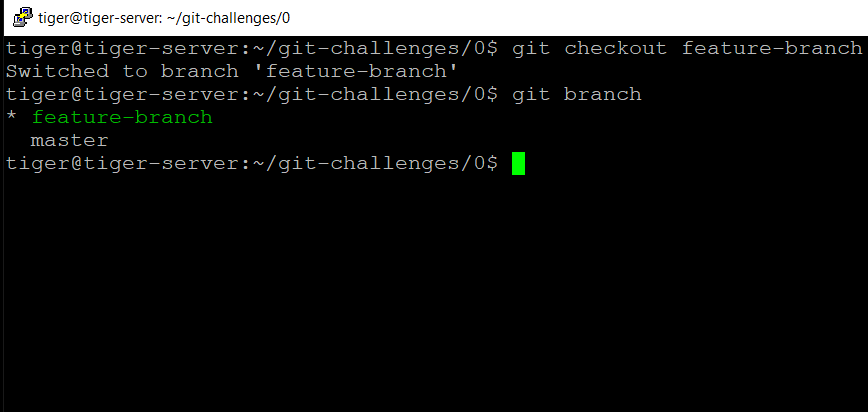 tiger@tiger-server: ~/git-challenges/0
tiger@tiger-server:~/git-challenges/0$ git checkout feature-branch
Switched to branch 'feature-branch'
tiger@tiger-server:~/git-challenges/0$ git branch
* feature-branch
  master
tiger@tiger-server:~/git-challenges/0$